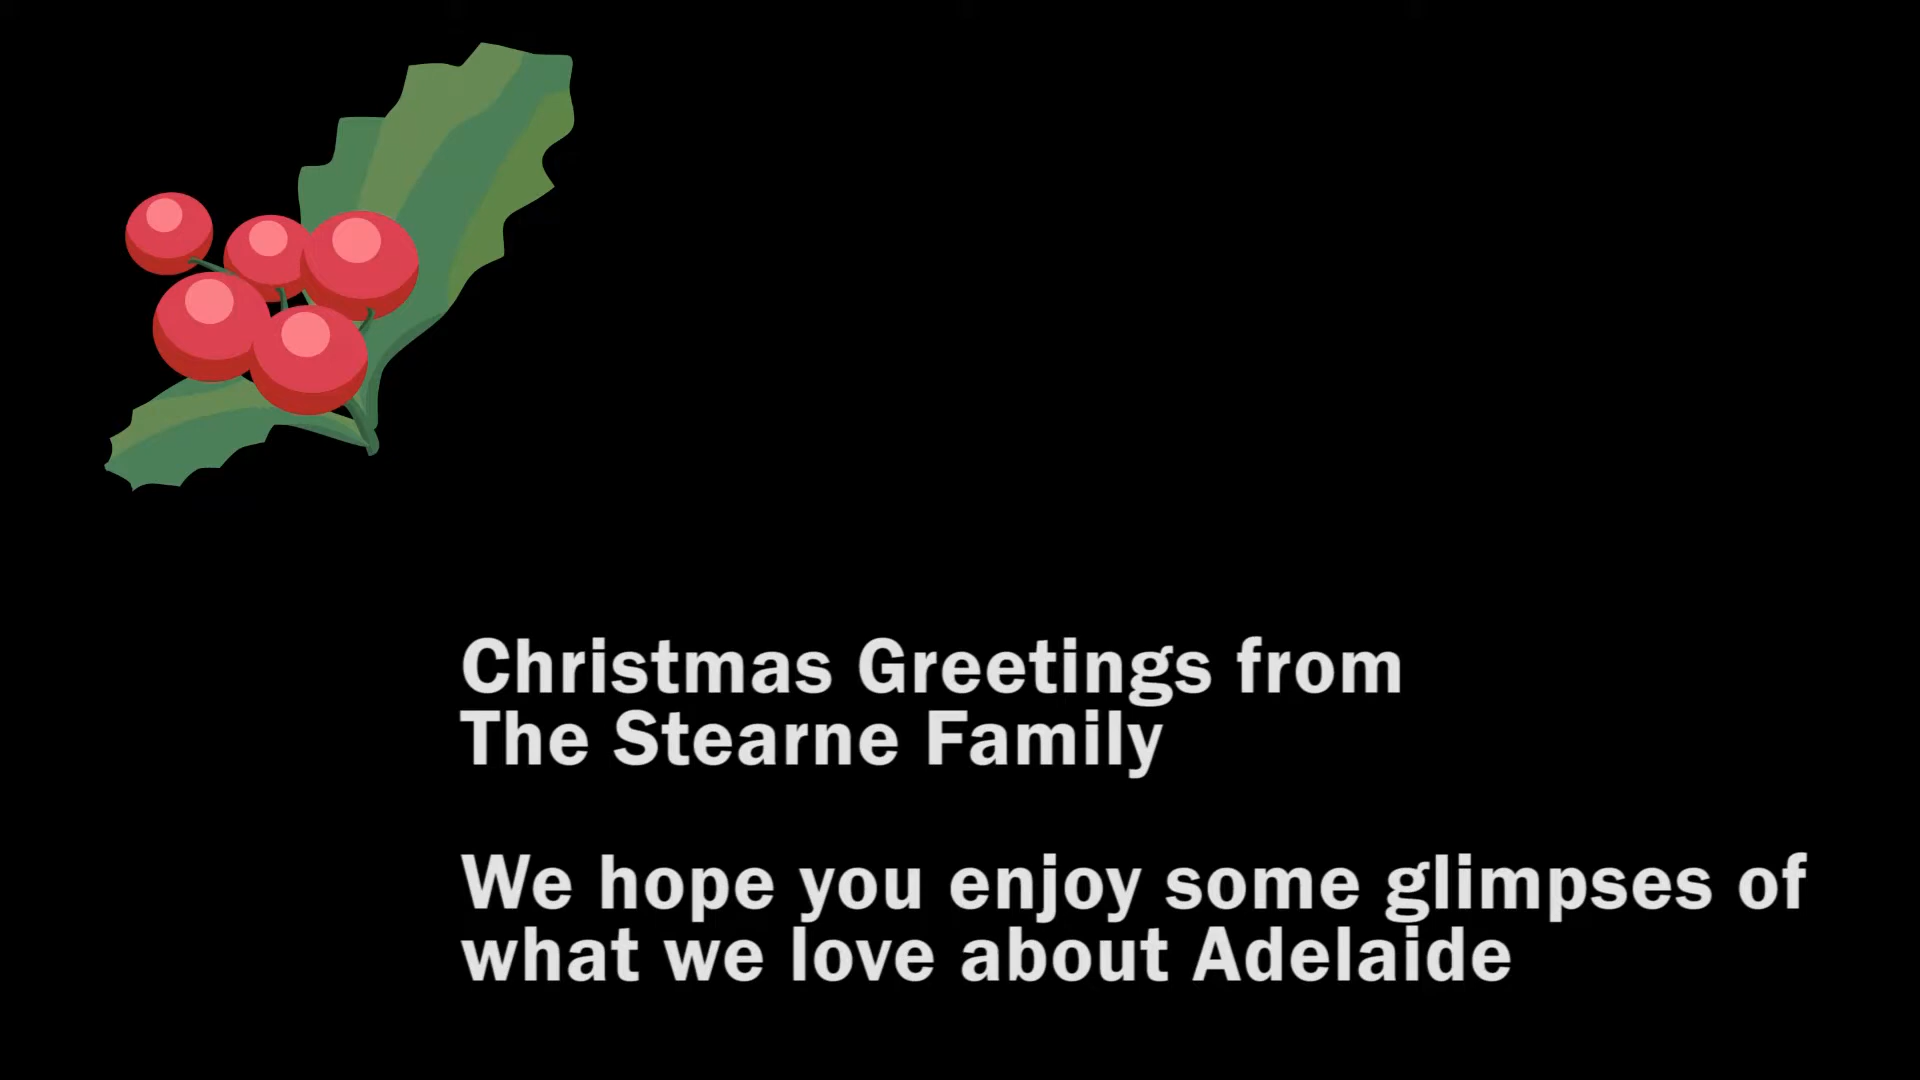 Christmas Greetings from
The Stearne Family
We hope you enjoy some glimpses of
what we love about Adelaide